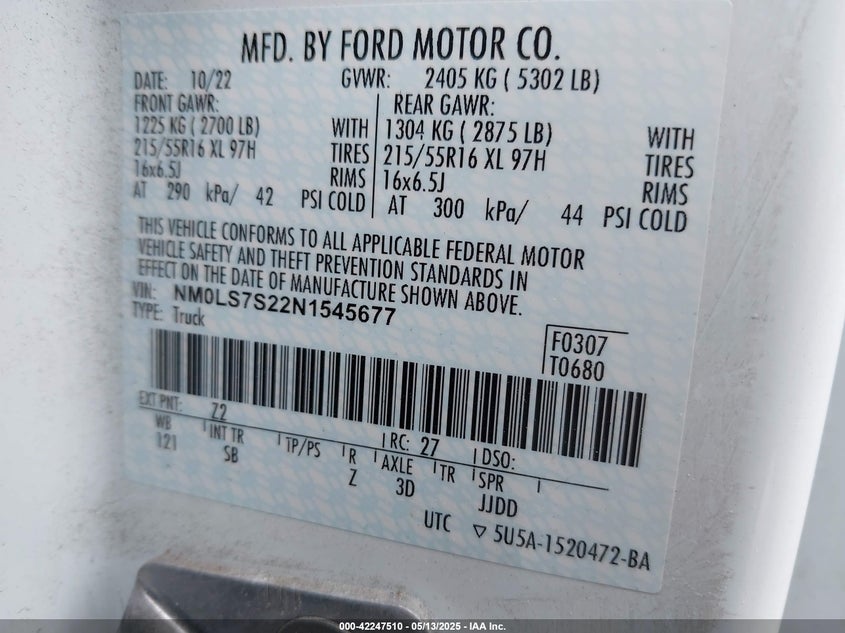 MFD. BY FORD MOTOR CO.
DATE: 10/22 GVWR: 2405 KG ( 5302 LB)
FRONT GAWR: REAR GAWR:
1225 KG ( 2700 LB) WITH 1304 KG ( 2875 LB) WITH
215/55R16 XL 97H TIRES 215/55R16 XL 97H TIRES
16x6.5J RIMS 16x6.5J RIMS
AT 290 kPa/ 42 PSI COLD AT 300 kPa/ 44 PSI COLD
THIS VEHICLE CONFORMS TO ALL APPLICABLE FEDERAL MOTOR
VEHICLE SAFETY AND THEFT PREVENTION STANDARDS IN
EFFECT ON THE DATE OF MANUFACTURE SHOWN ABOVE.
VIN: NM0LS7S22N1545677
TYPE: Truck
F0307
T0680
EXT PNT: Z2 RC: 27 DSO:
WB INT TR TP/PS R AXLE TR SPR
121 SB Z 3D JJDD
UTC ▽ 5U5A-1520472-BA
000-42247510 — 05/13/2025 — IAA Inc.